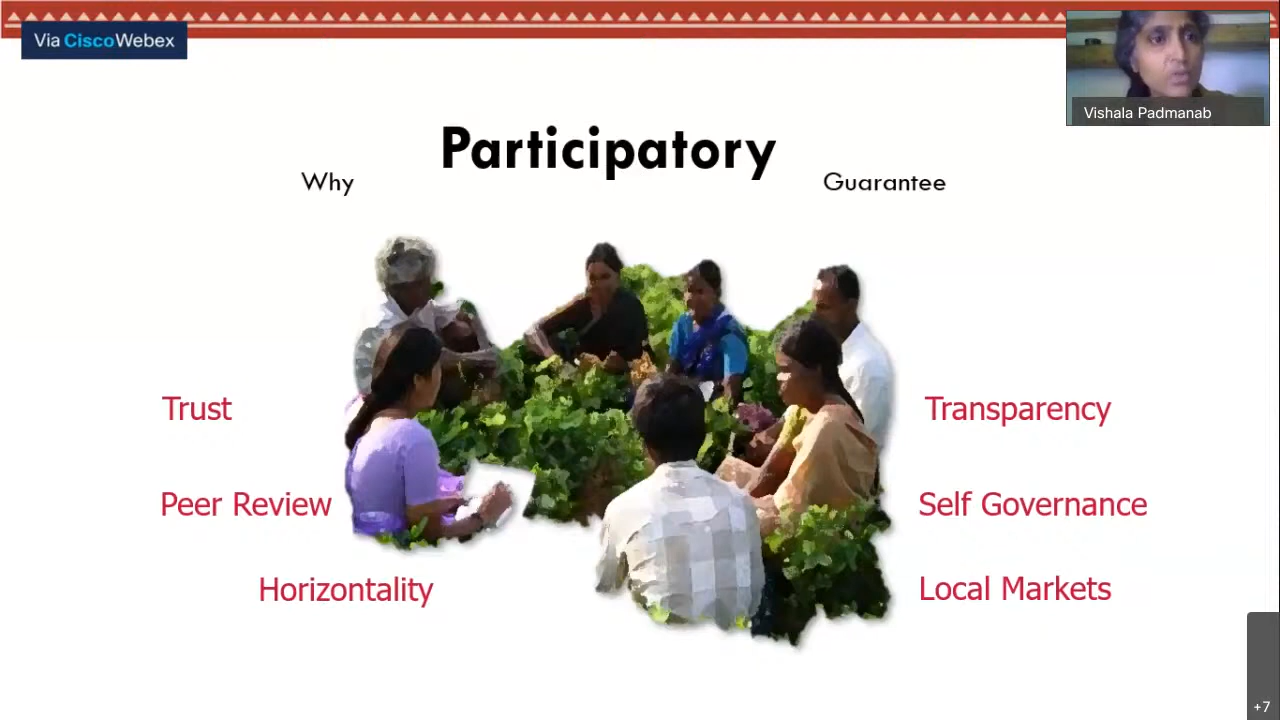 Via CiscoWebex
Vishala Padmanab
Participatory
Why
Guarantee
Trust
Transparency
Peer Review
Self Governance
Horizontality
Local Markets
+7